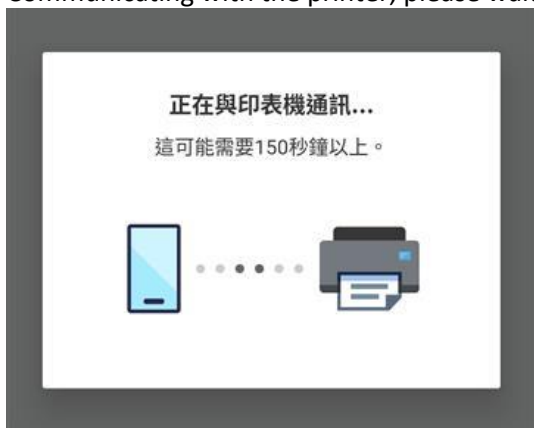 Communicating with the printer, please wait
正在與印表機通訊...
這可能需要150秒鐘以上。